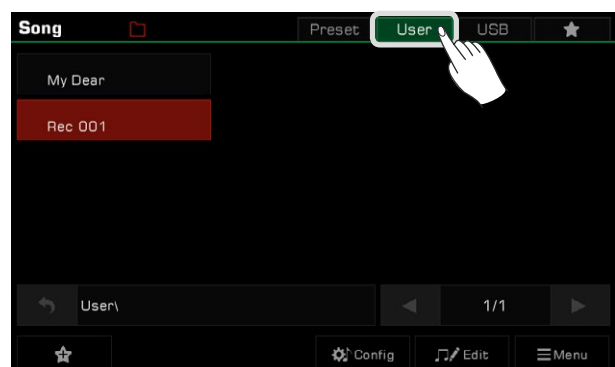 Song Preset User USB
My Dear
Rec 001
User\ 1/1
Config Edit Menu